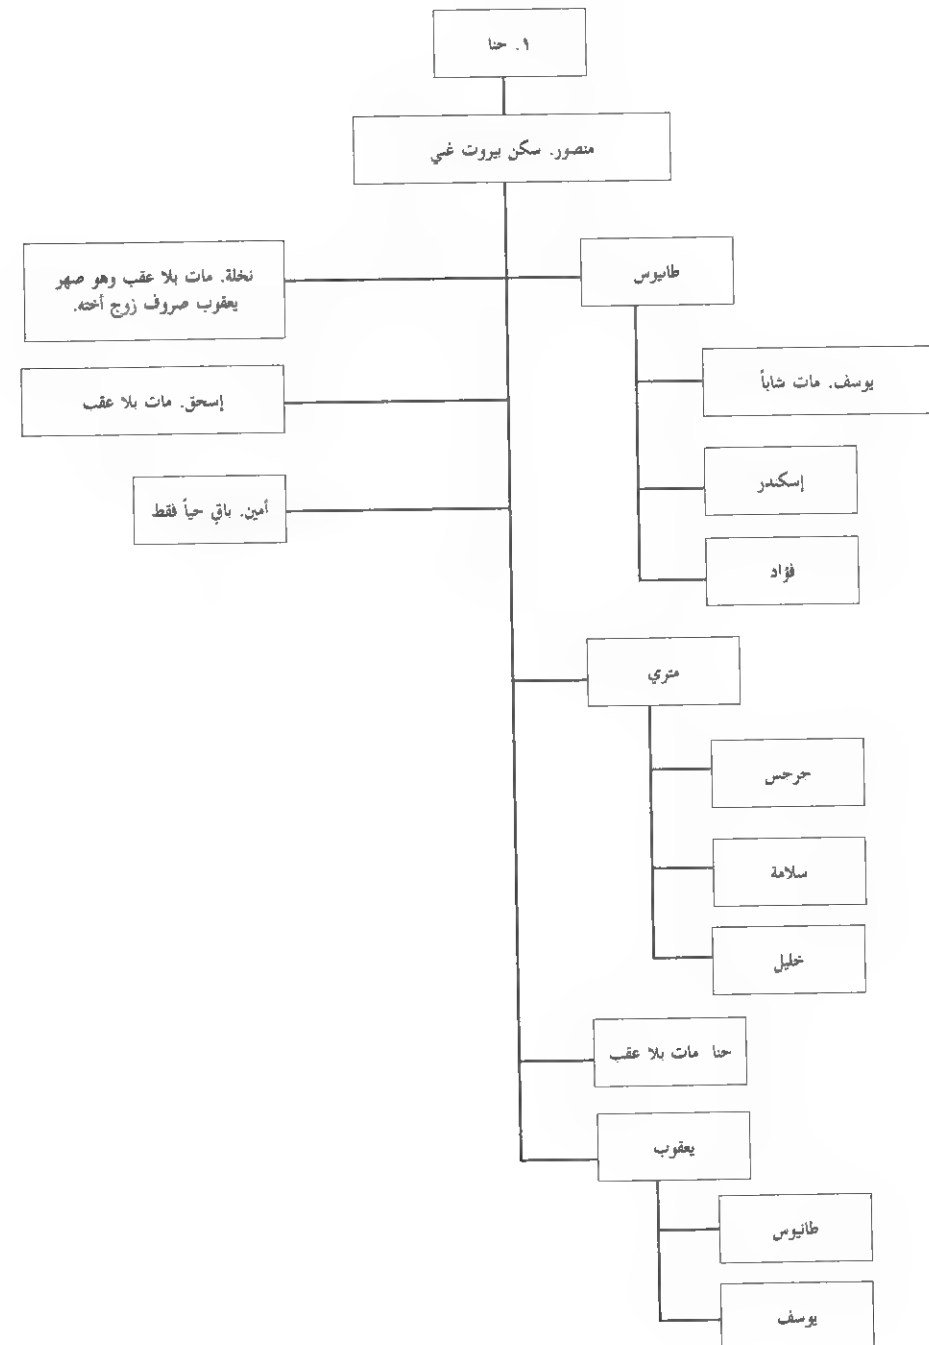 ١. حنا
منصور. سكن بيروت غني
طانيوس
نخلة. مات بلا عقب وهو صهر
يعقوب صروف زوج أخته.
يوسف. مات شاباً
إسحق. مات بلا عقب
إسكندر
أمين. باقٍ حياً فقط
فؤاد
متري
جرجس
سلامة
خليل
حنا مات بلا عقب
يعقوب
طانيوس
يوسف